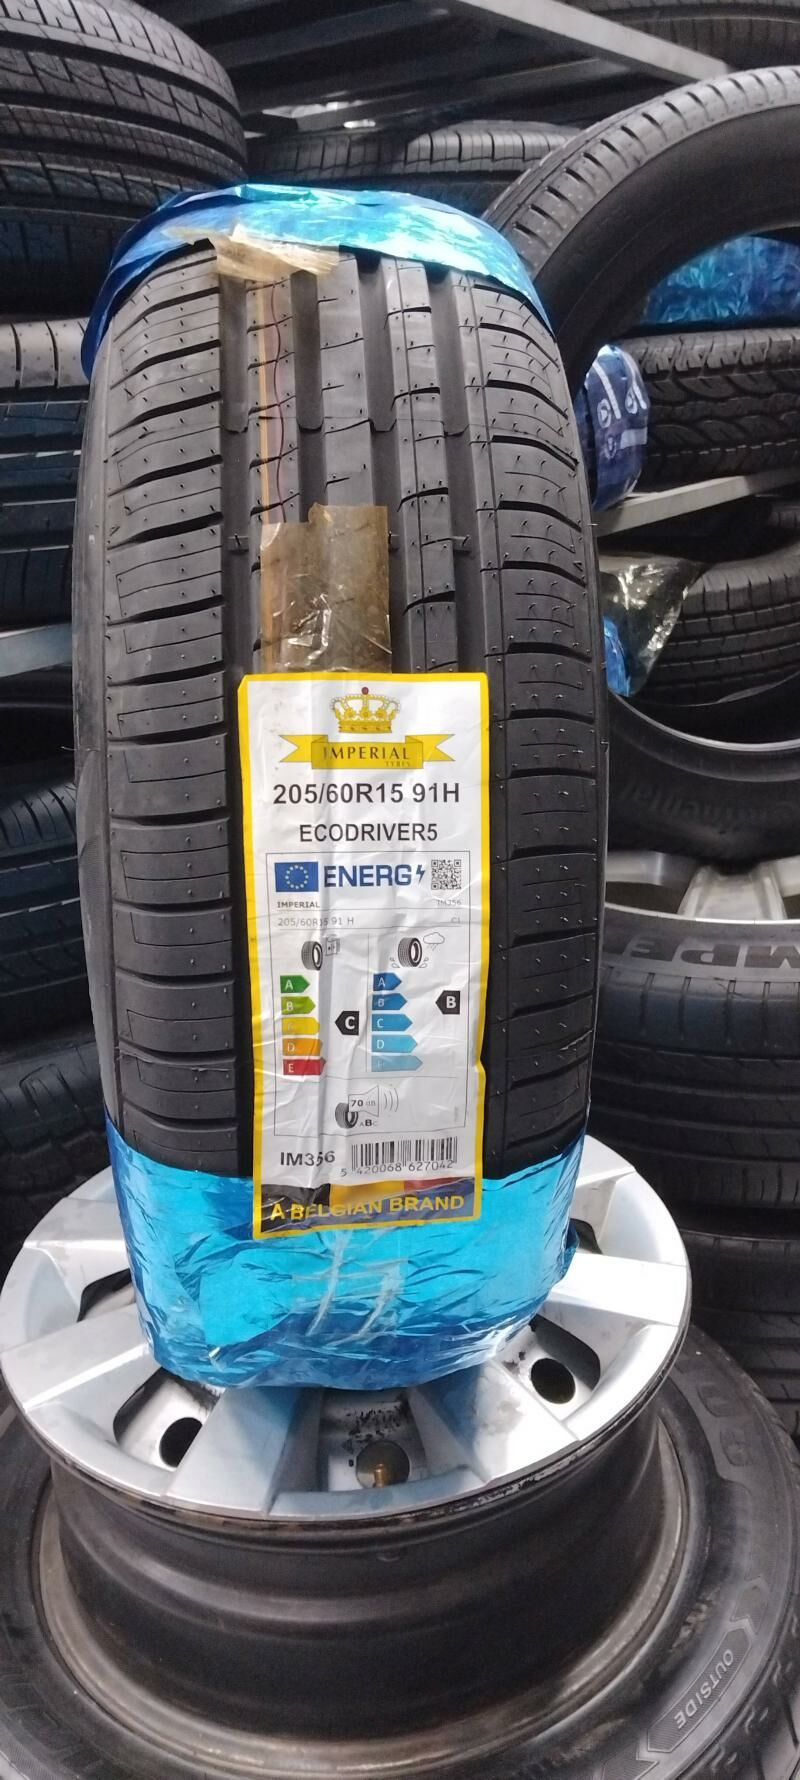 IMPERIAL
TYRES
205/60R15 91H
ECODRIVER5
ENERG
IMPERIAL IM356
205/60R15 91 H C1
A A
B B B
C C C
D D
E E
70 dB
ABC
IM356
5 420068 627042
A BELGIAN BRAND
OUTSIDE